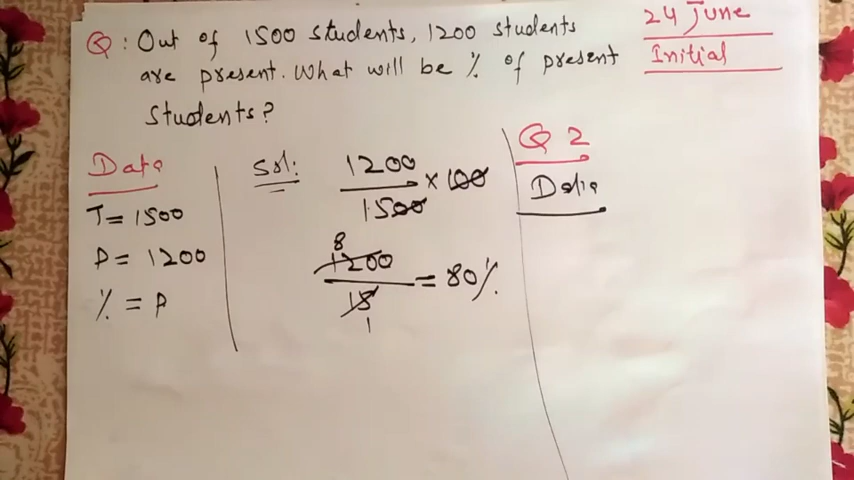 Q: Out of 1500 students, 1200 students
are present. What will be % of present
Students?
24 June
Initial
Data
T = 1500
P = 1200
% = P
Sol:
1200
1500
× 100
8
1200
15
1
= 80%
Q 2
Data